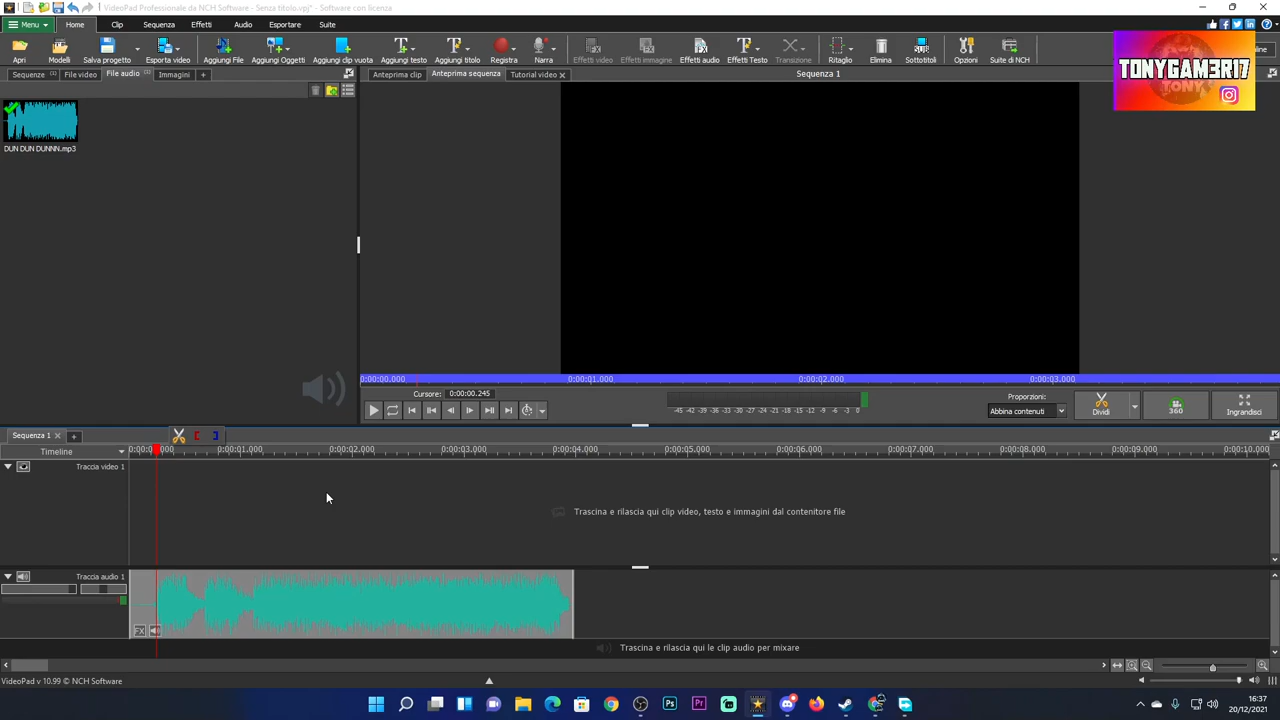 VideoPad Professionale da NCH Software - Senza titolo.vpj* - Software con licenza
Menu Home Clip Sequenza Effetti Audio Esportare Suite
Apri Modelli Salva progetto Esporta video Aggiungi File Aggiungi Oggetti Aggiungi clip vuota Aggiungi testo Aggiungi titolo Registra Narra Effetti video Effetti immagine Effetti audio Effetti Testo Transizione Ritaglio Elimina Sottotitoli Opzioni Suite di NCH
TONYGAM3R17
TONY
Sequenze (1) File video File audio (1) Immagini + Anteprima clip Anteprima sequenza Tutorial video Sequenza 1
DUN DUN DUNNN.mp3
0:00:00.000 0:00:01.000 0:00:02.000 0:00:03.000
Cursore: 0:00:00.245
-45 -42 -39 -36 -33 -30 -27 -24 -21 -18 -15 -12 -9 -6 -3 0
Proporzioni:
Abbina contenuti
Dividi 360 Ingrandisci
Sequenza 1
Timeline
0:00:01.000 0:00:02.000 0:00:03.000 0:00:04.000 0:00:05.000 0:00:06.000 0:00:07.000 0:00:08.000 0:00:09.000 0:00:10.000
Traccia video 1
Trascina e rilascia qui clip video, testo e immagini dal contenitore file
Traccia audio 1
FX
Trascina e rilascia qui le clip audio per mixare
VideoPad v 10.99 © NCH Software
Ps Pr
16:37
20/12/2021